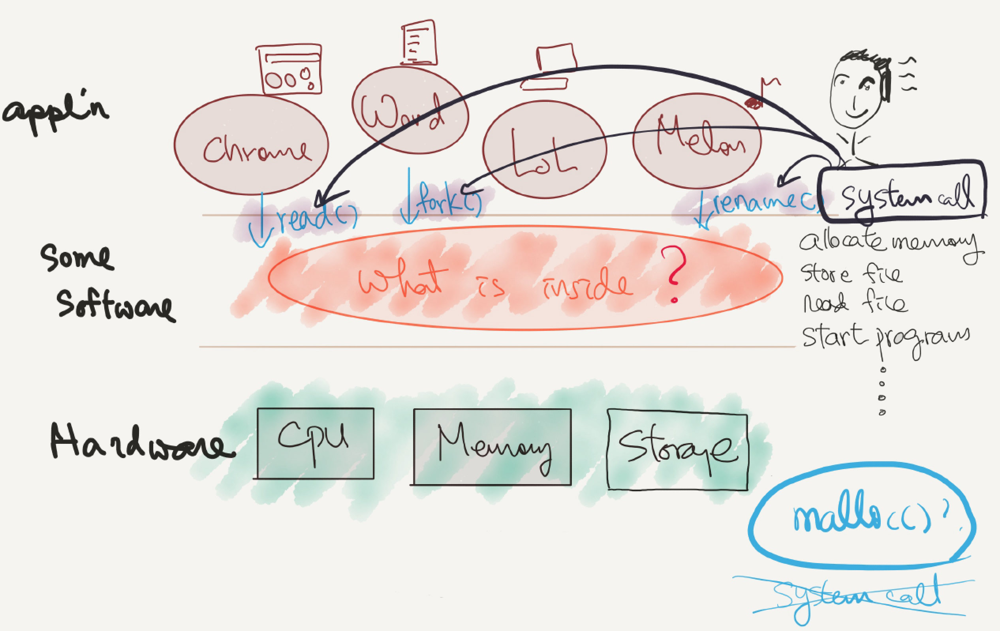 appl'n
Chrome
Word
LoL
Melon
read()
fork()
rename()
system call
allocate memory
store file
read file
start programs
Some
Software
What is inside ?
Hardware
CPU
Memory
Storage
malloc() ?
system call